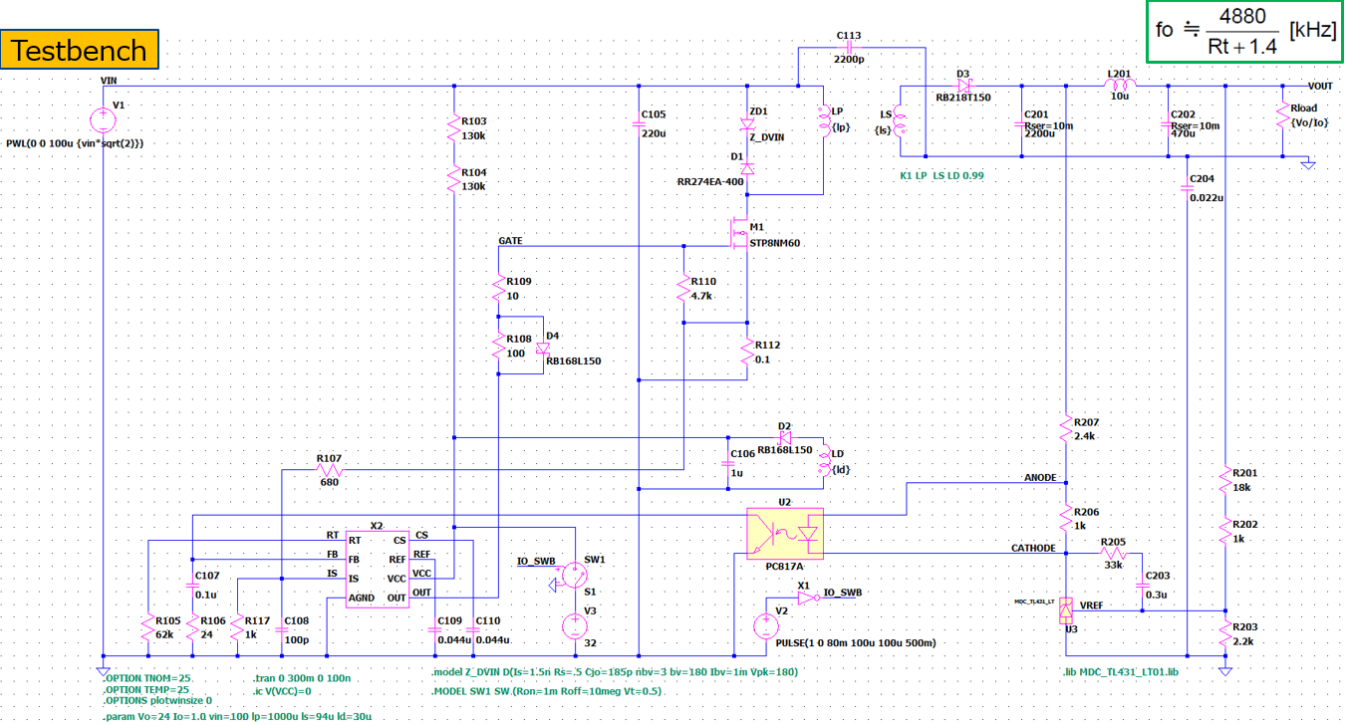 Testbench
fo ≒ 4880 / Rt + 1.4 [kHz]
VIN
V1
PWL(0 0 100u {vin*sqrt(2)})
R103
130k
R104
130k
C105
220u
C113
2200p
ZD1
Z_DVIN
D1
RR274EA-400
LP
{lp}
LS
{ls}
D3
RB218T150
C201
Rser=10m
2200u
L201
10u
C202
Rser=10m
470u
VOUT
Rload
{Vo/Io}
K1 LP LS LD 0.99
C204
0.022u
M1
STP8NM60
GATE
R109
10
R110
4.7k
R108
100
D4
RB168L150
R112
0.1
R207
2.4k
D2
RB168L150
C106
1u
LD
{ld}
R107
680
ANODE
R201
18k
U2
PC817A
R206
1k
R202
1k
CATHODE
R205
33k
X2
RT
RT
CS
CS
FB
FB
REF
REF
IS
IS
VCC
VCC
AGND
OUT
OUT
IO_SWB
SW1
S1
V3
32
C107
0.1u
R105
62k
R106
24
R117
1k
C108
100p
C109
0.044u
C110
0.044u
X1
IO_SWB
V2
PULSE(1 0 80m 100u 100u 500m)
C203
0.3u
MDC_TL431_LT
VREF
U3
R203
2.2k
.OPTION TNOM=25
.OPTION TEMP=25
.OPTIONS plotwinsize 0
.tran 0 300m 0 100n
.ic V(VCC)=0
.model Z_DVIN D(Is=1.5n Rs=.5 Cjo=185p nbv=3 bv=180 Ibv=1m Vpk=180)
.MODEL SW1 SW(Ron=1m Roff=10meg Vt=0.5)
.lib MDC_TL431_LT01.lib
.param Vo=24 Io=1.0 vin=100 lp=1000u ls=94u ld=30u